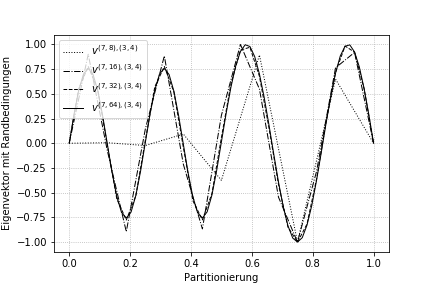 Eigenvektor mit Randbedingungen
1.00
0.75
0.50
0.25
0.00
−0.25
−0.50
−0.75
−1.00
V^(7, 8), (3, 4)
V^(7, 16), (3, 4)
V^(7, 32), (3, 4)
V^(7, 64), (3, 4)
0.0 0.2 0.4 0.6 0.8 1.0
Partitionierung